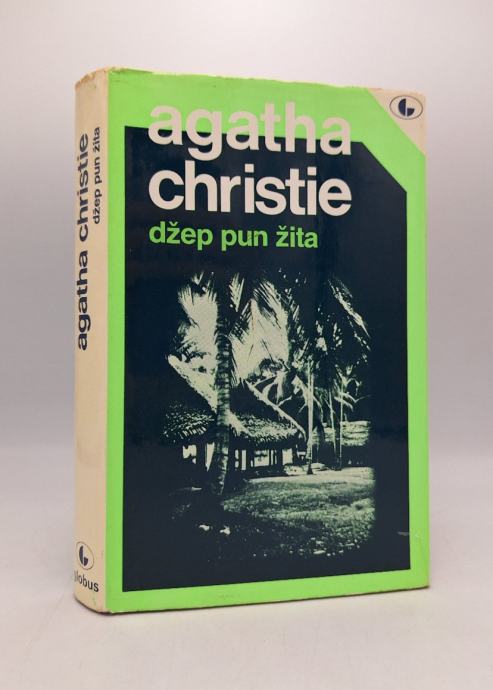 agatha
christie
džep pun žita
agatha christie
džep pun žita
globus